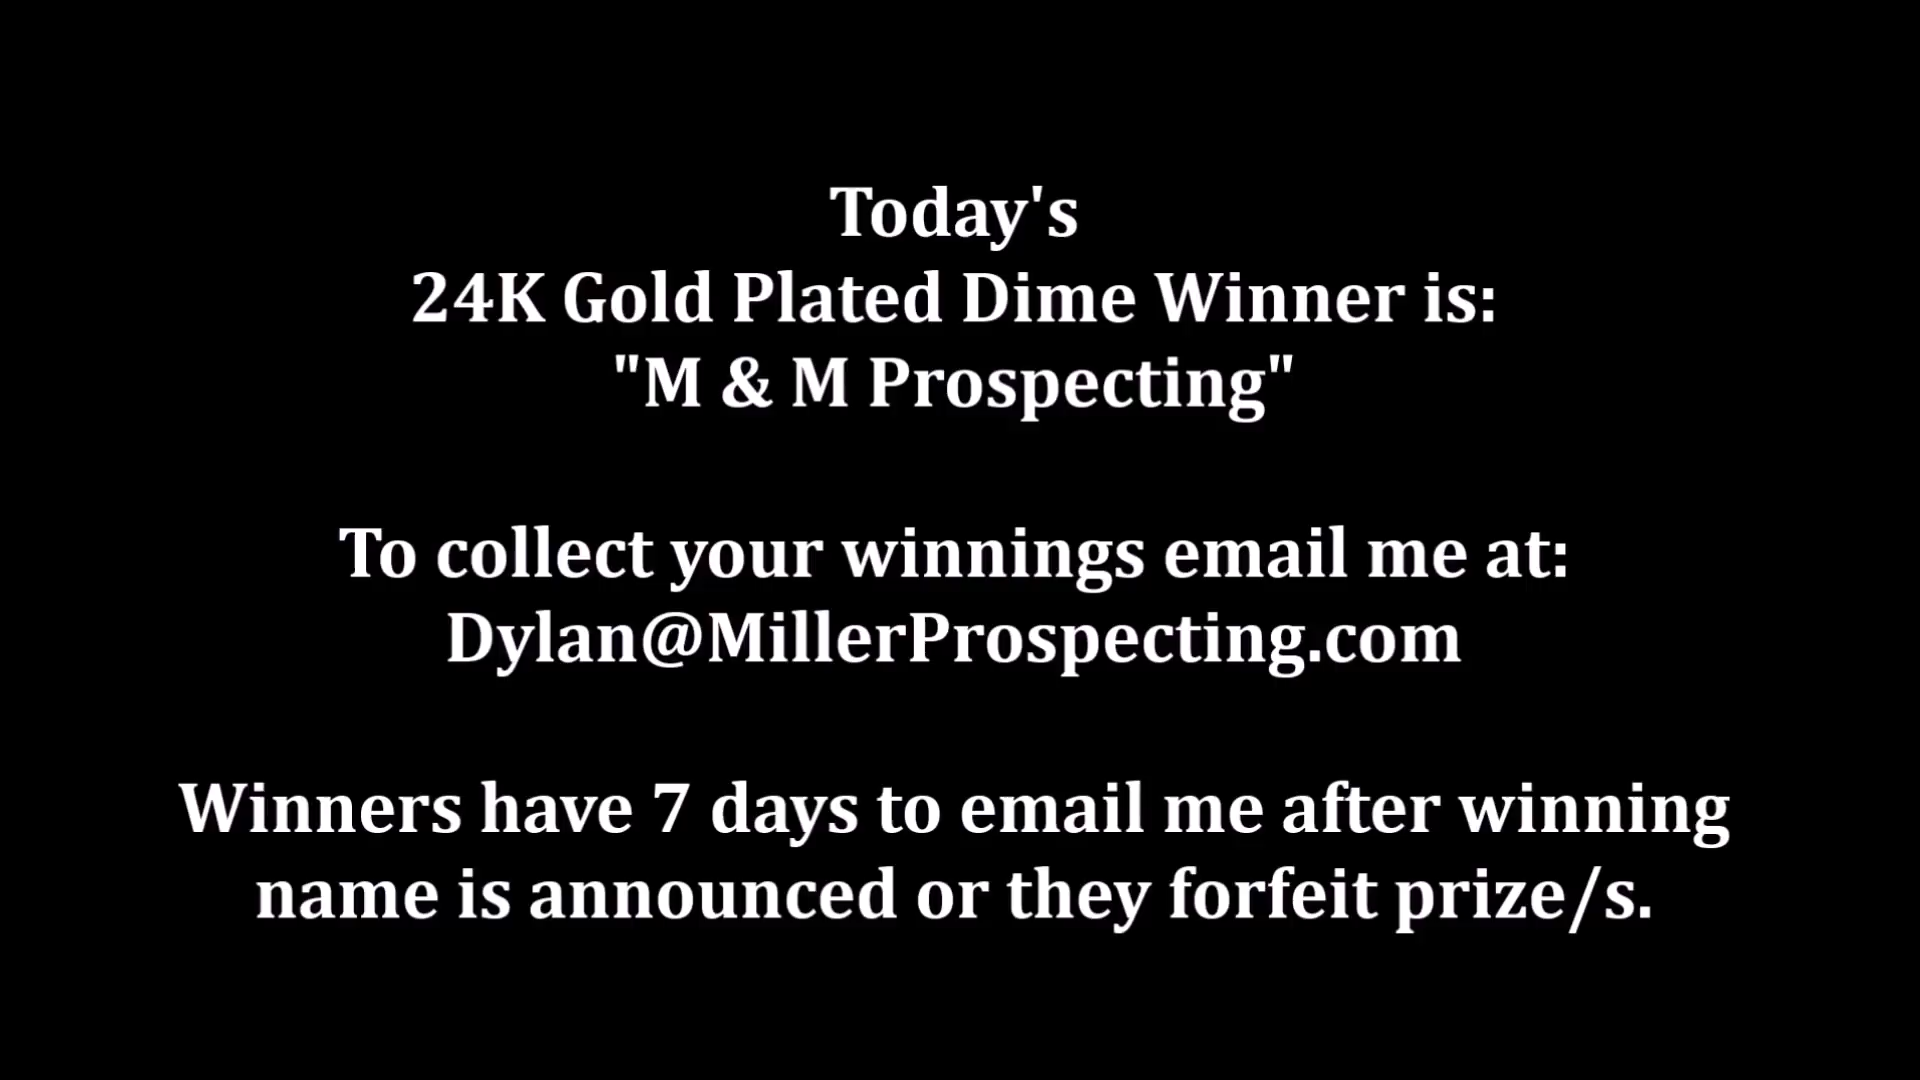 Today's
24K Gold Plated Dime Winner is:
"M & M Prospecting"
To collect your winnings email me at:
Dylan@MillerProspecting.com
Winners have 7 days to email me after winning
name is announced or they forfeit prize/s.